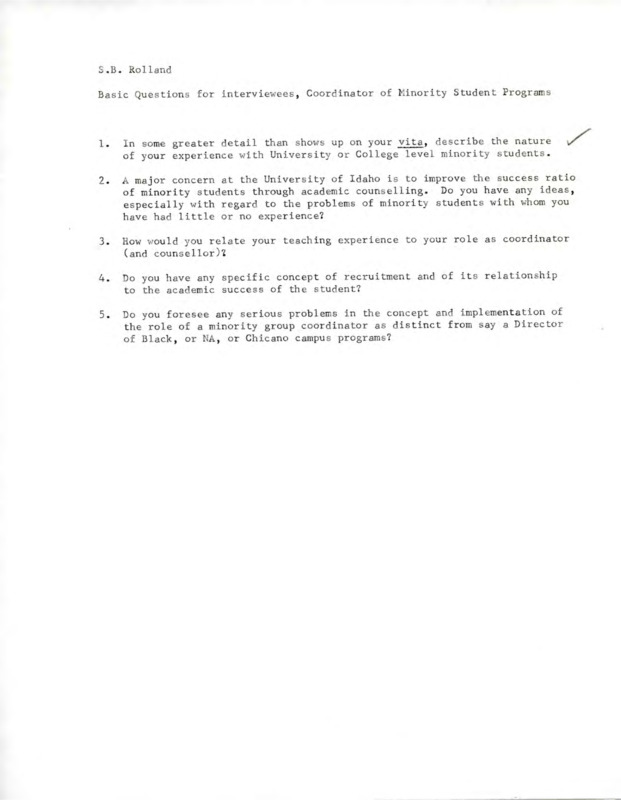 S.B. Rolland
Basic Questions for interviewees, Coordinator of Minority Student Programs
1. In some greater detail than shows up on your vita, describe the nature
of your experience with University or College level minority students.
2. A major concern at the University of Idaho is to improve the success ratio
of minority students through academic counselling. Do you have any ideas,
especially with regard to the problems of minority students with whom you
have had little or no experience?
3. How would you relate your teaching experience to your role as coordinator
(and counsellor)?
4. Do you have any specific concept of recruitment and of its relationship
to the academic success of the student?
5. Do you foresee any serious problems in the concept and implementation of
the role of a minority group coordinator as distinct from say a Director
of Black, or NA, or Chicano campus programs?